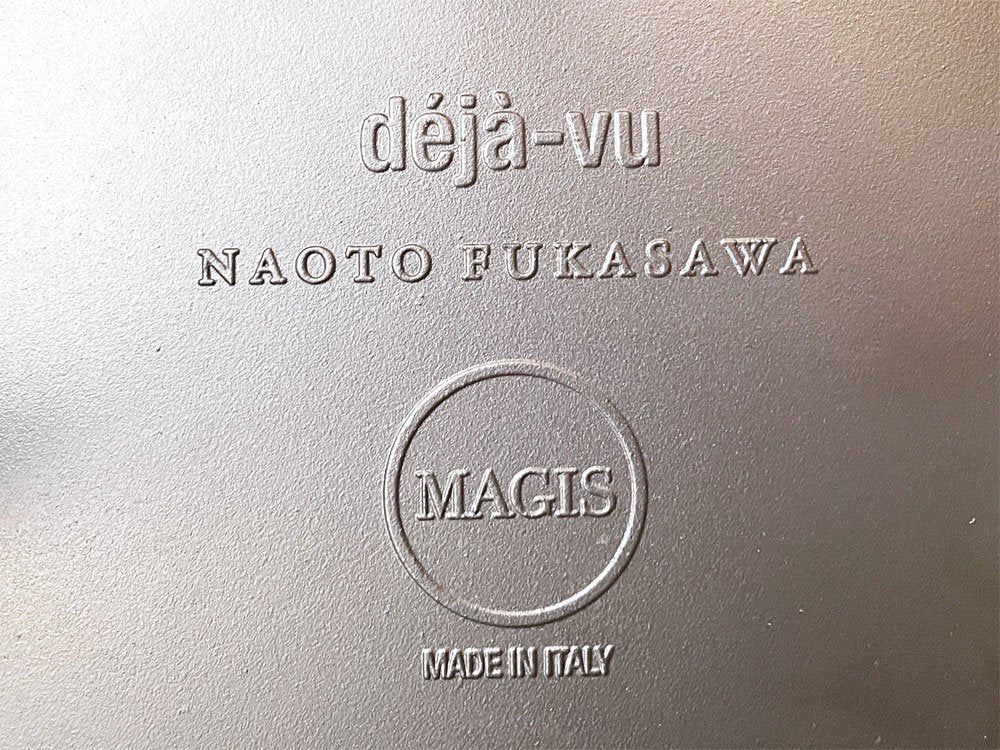 déjà-vu
NAOTO FUKASAWA
MAGIS
MADE IN ITALY